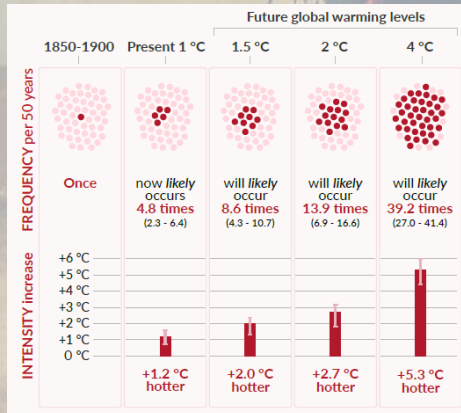 Future global warming levels
1850-1900 Present 1 °C 1.5 °C 2 °C 4 °C
FREQUENCY per 50 years
Once
now likely occurs 4.8 times (2.3 - 6.4)
will likely occur 8.6 times (4.3 - 10.7)
will likely occur 13.9 times (6.9 - 16.6)
will likely occur 39.2 times (27.0 - 41.4)
INTENSITY increase
+6 °C
+5 °C
+4 °C
+3 °C
+2 °C
+1 °C
0 °C
+1.2 °C hotter
+2.0 °C hotter
+2.7 °C hotter
+5.3 °C hotter